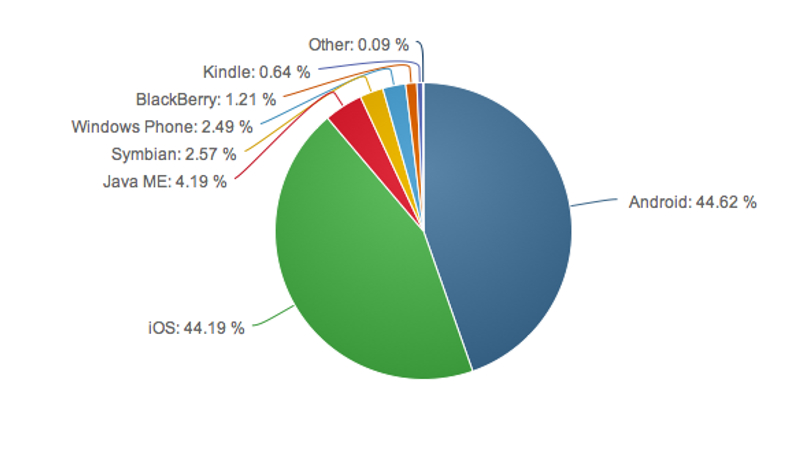 Other: 0.09 %
Kindle: 0.64 %
BlackBerry: 1.21 %
Windows Phone: 2.49 %
Symbian: 2.57 %
Java ME: 4.19 %
Android: 44.62 %
iOS: 44.19 %